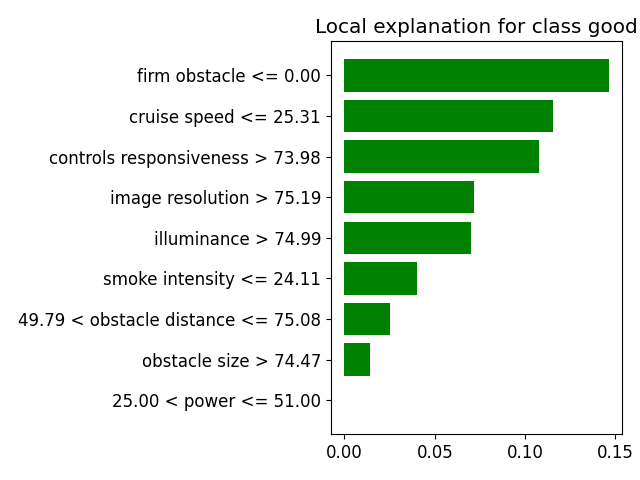 Local explanation for class good
firm obstacle <= 0.00
cruise speed <= 25.31
controls responsiveness > 73.98
image resolution > 75.19
illuminance > 74.99
smoke intensity <= 24.11
49.79 < obstacle distance <= 75.08
obstacle size > 74.47
25.00 < power <= 51.00
0.00 0.05 0.10 0.15